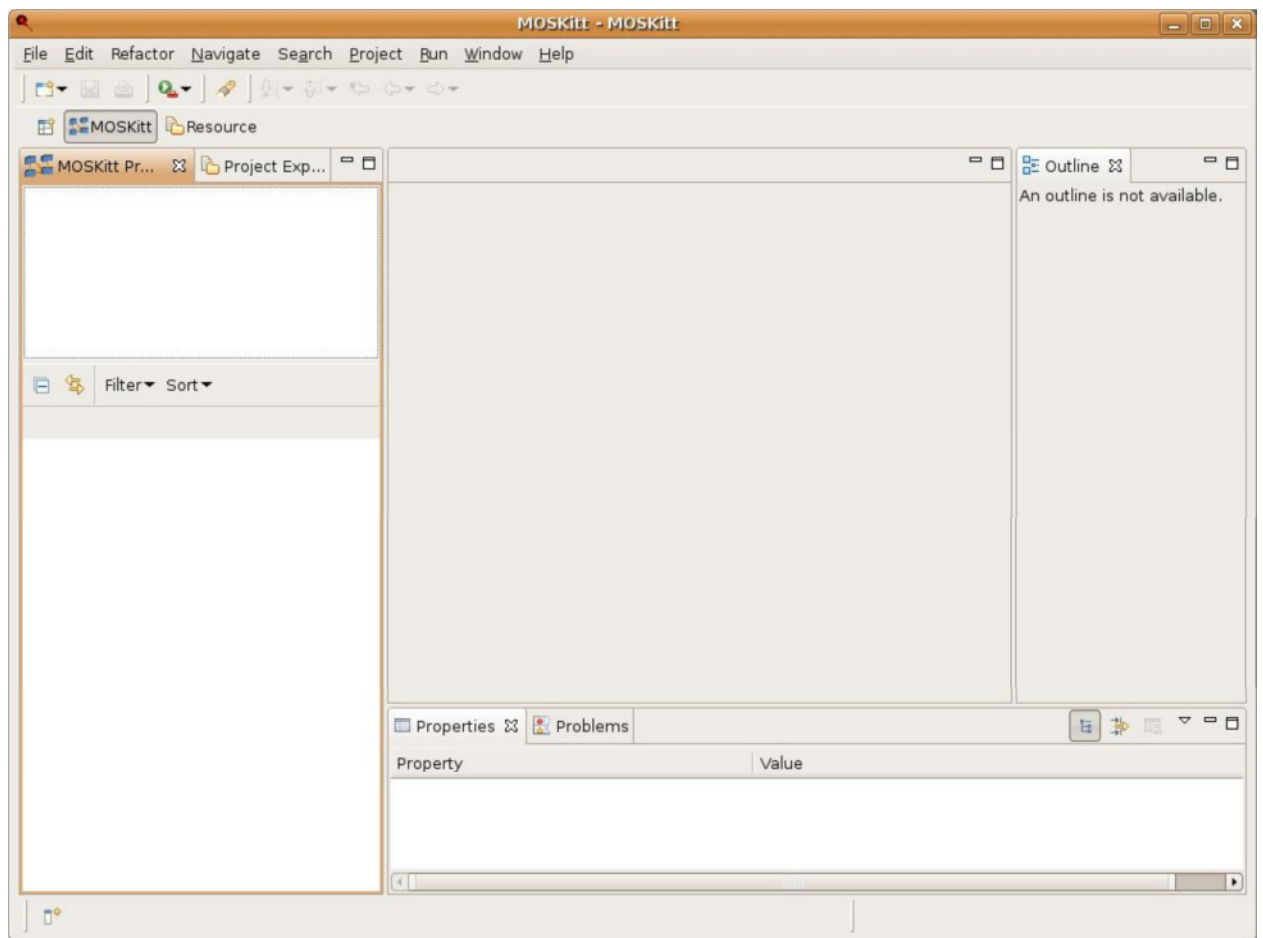 MOSKitt - MOSKitt
File Edit Refactor Navigate Search Project Run Window Help
MOSKitt Resource
MOSKitt Pr... Project Exp... Outline
An outline is not available.
Filter Sort
Properties Problems
Property Value